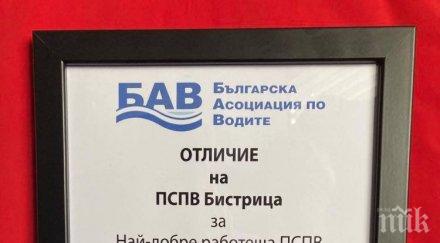 БАВ
Българска
Асоциация по
Водите
ОТЛИЧИЕ
на
ПСПВ Бистрица
за
Най-добре работеща ПСПВ